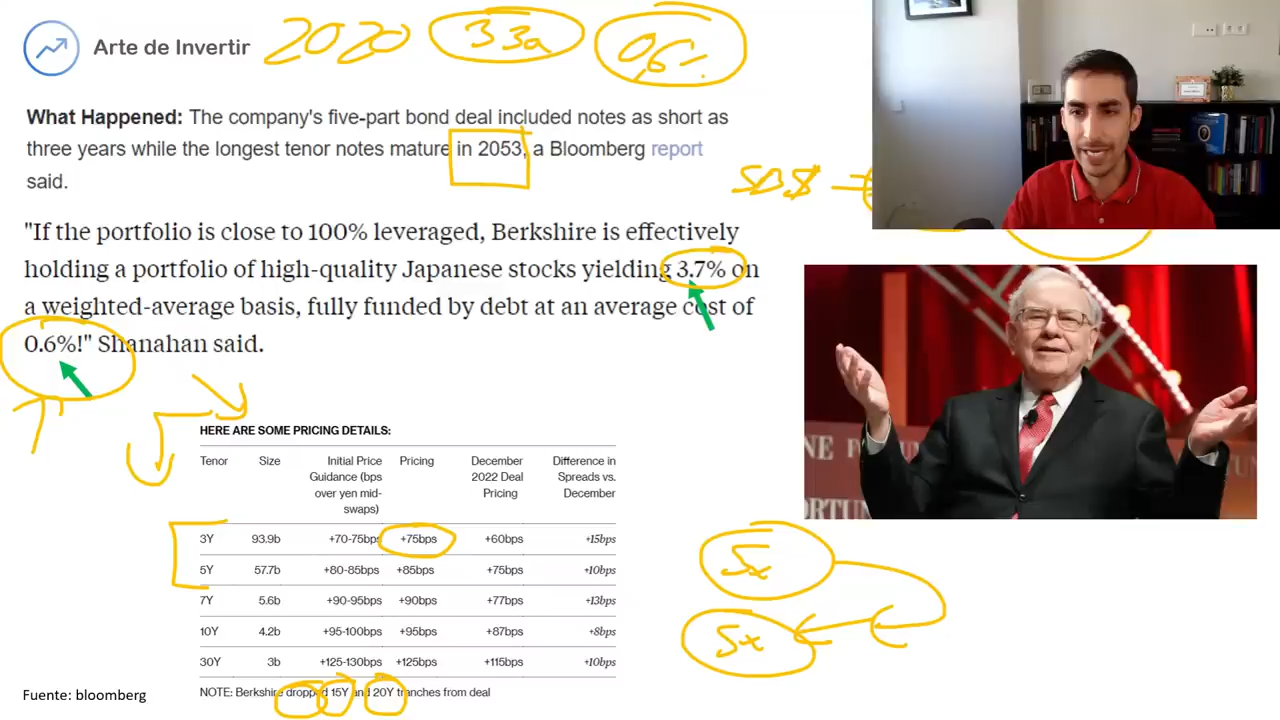 Arte de Invertir
2020
33a
0,6%
What Happened: The company's five-part bond deal included notes as short as
three years while the longest tenor notes mature in 2053, a Bloomberg report
said.
"If the portfolio is close to 100% leveraged, Berkshire is effectively
holding a portfolio of high-quality Japanese stocks yielding 3.7% on
a weighted-average basis, fully funded by debt at an average cost of
0.6%!" Shanahan said.
HERE ARE SOME PRICING DETAILS:
Tenor Size Initial Price Guidance (bps over yen mid-swaps) Pricing December 2022 Deal Pricing Difference in Spreads vs. December
3Y 93.9b +70-75bps +75bps +60bps +15bps
5Y 57.7b +80-85bps +85bps +75bps +10bps
7Y 5.6b +90-95bps +90bps +77bps +13bps
10Y 4.2b +95-100bps +95bps +87bps +8bps
30Y 3b +125-130bps +125bps +115bps +10bps
NOTE: Berkshire dropped 15Y and 20Y tranches from deal
Fuente: bloomberg
5x
5x